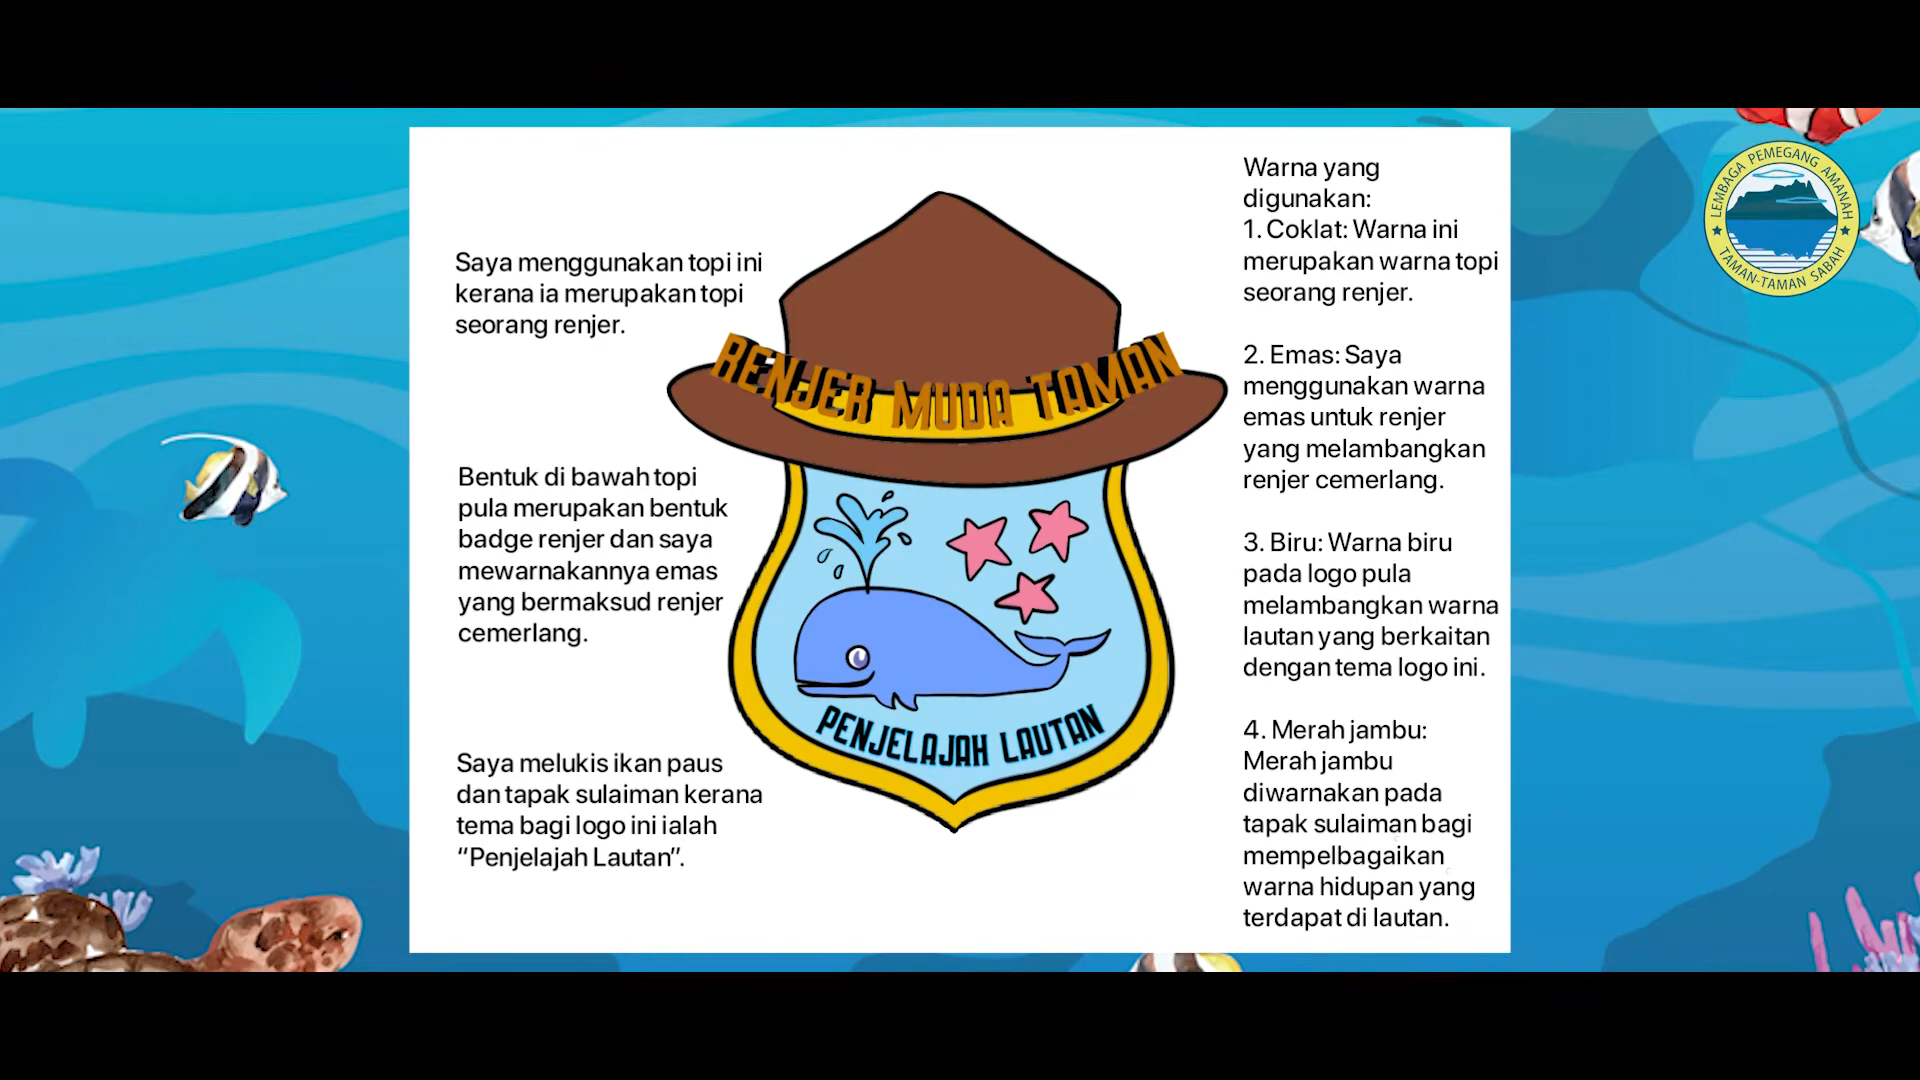 Saya menggunakan topi ini
kerana ia merupakan topi
seorang renjer.
Bentuk di bawah topi
pula merupakan bentuk
badge renjer dan saya
mewarnakannya emas
yang bermaksud renjer
cemerlang.
Saya melukis ikan paus
dan tapak sulaiman kerana
tema bagi logo ini ialah
“Penjelajah Lautan”.
RENJER MUDA TAMAN
PENJELAJAH LAUTAN
Warna yang
digunakan:
1. Coklat: Warna ini
merupakan warna topi
seorang renjer.
2. Emas: Saya
menggunakan warna
emas untuk renjer
yang melambangkan
renjer cemerlang.
3. Biru: Warna biru
pada logo pula
melambangkan warna
lautan yang berkaitan
dengan tema logo ini.
4. Merah jambu:
Merah jambu
diwarnakan pada
tapak sulaiman bagi
mempelbagaikan
warna hidupan yang
terdapat di lautan.
LEMBAGA PEMEGANG AMANAH
TAMAN-TAMAN SABAH